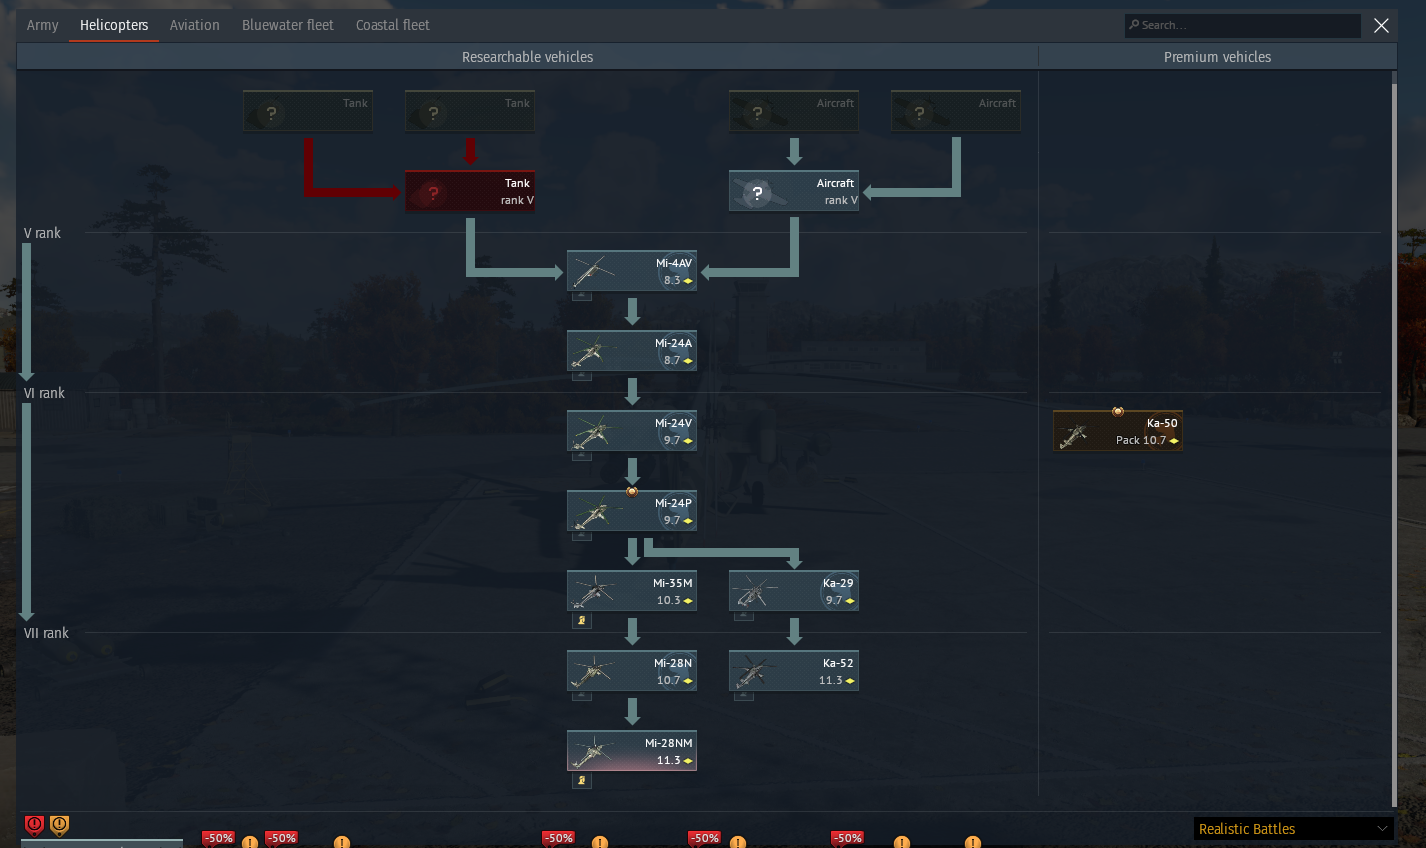 Army Helicopters Aviation Bluewater fleet Coastal fleet Search...
Researchable vehicles Premium vehicles
? Tank ? Tank ? Aircraft ? Aircraft
? Tank ? Aircraft
rank V rank V
V rank
Mi-4AV
8.3
Mi-24A
8.7
VI rank
Mi-24V Ka-50
9.7 Pack 10.7
Mi-24P
9.7
Mi-35M Ka-29
10.3 9.7
VII rank
Mi-28N Ka-52
10.7 11.3
Mi-28NM
11.3
Realistic Battles
-50% -50% -50% -50% -50%